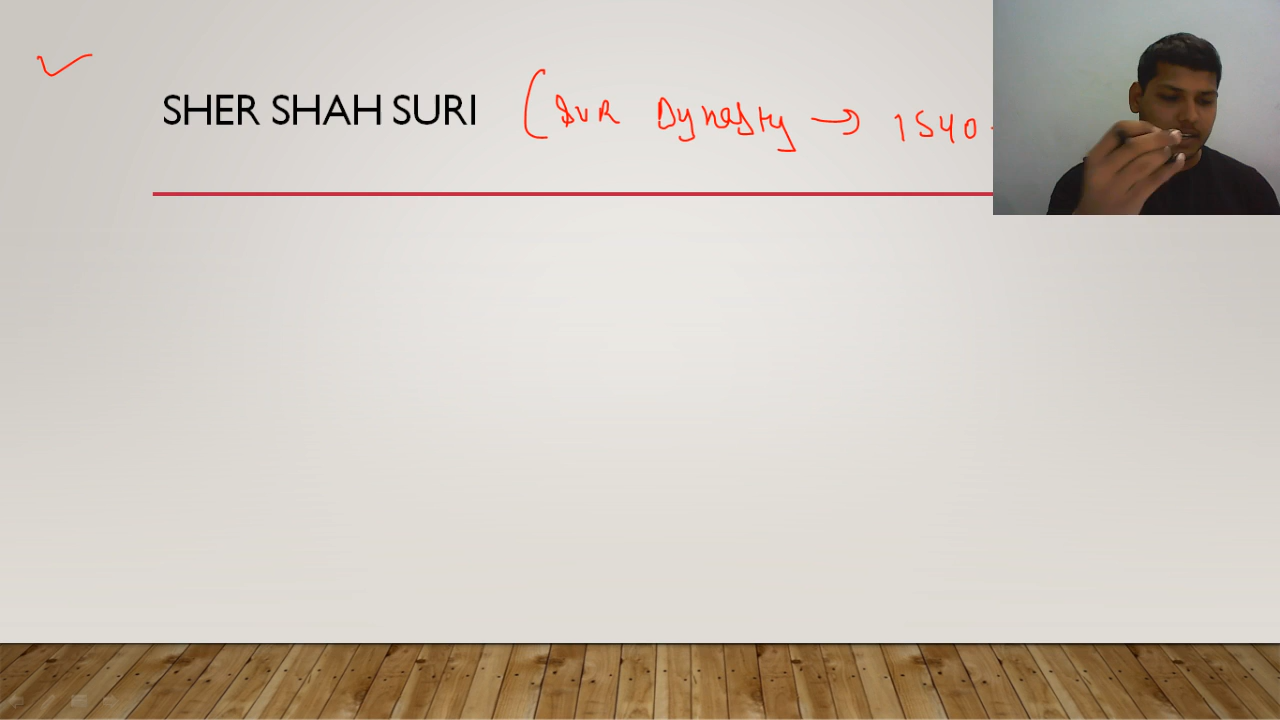 SHER SHAH SURI (SUR Dynasty → 1540-